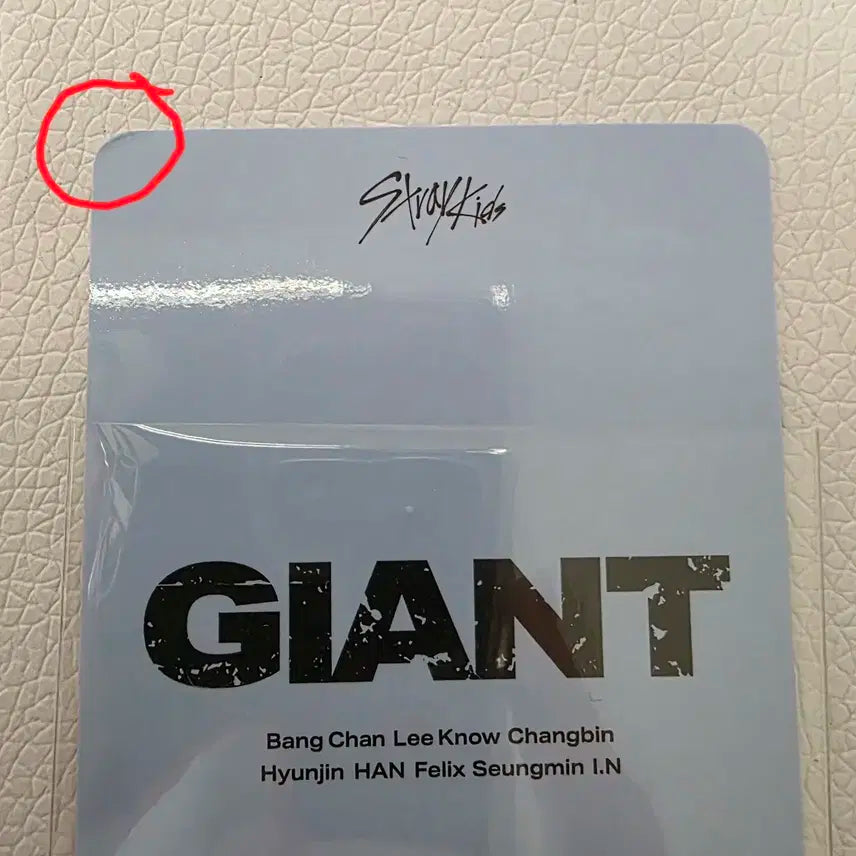 Stray Kids
GIANT
Bang Chan Lee Know Changbin
Hyunjin HAN Felix Seungmin I.N